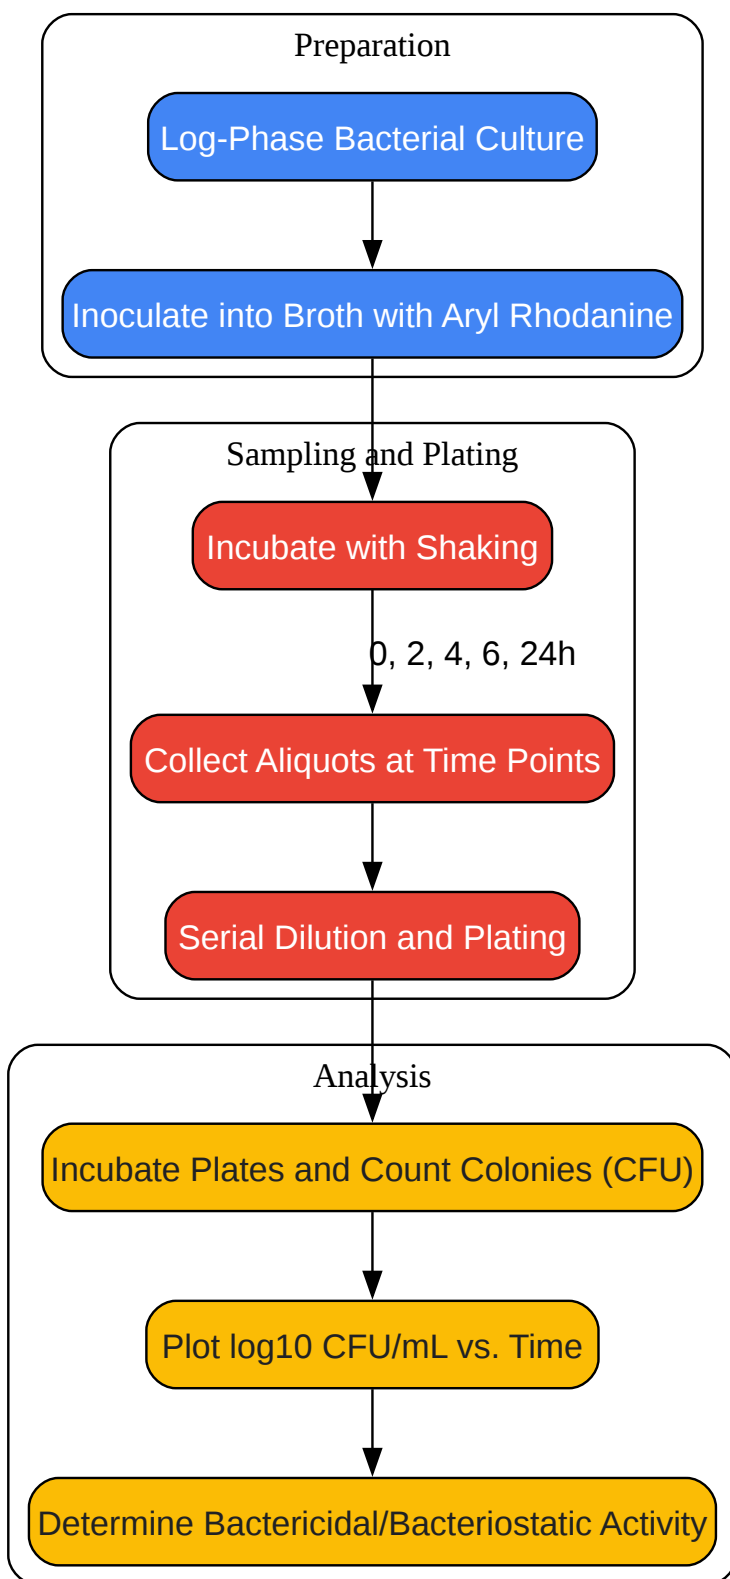 Preparation
Log-Phase Bacterial Culture
Inoculate into Broth with Aryl Rhodanine
Sampling and Plating
Incubate with Shaking
0, 2, 4, 6, 24h
Collect Aliquots at Time Points
Serial Dilution and Plating
Analysis
Incubate Plates and Count Colonies (CFU)
Plot log10 CFU/mL vs. Time
Determine Bactericidal/Bacteriostatic Activity